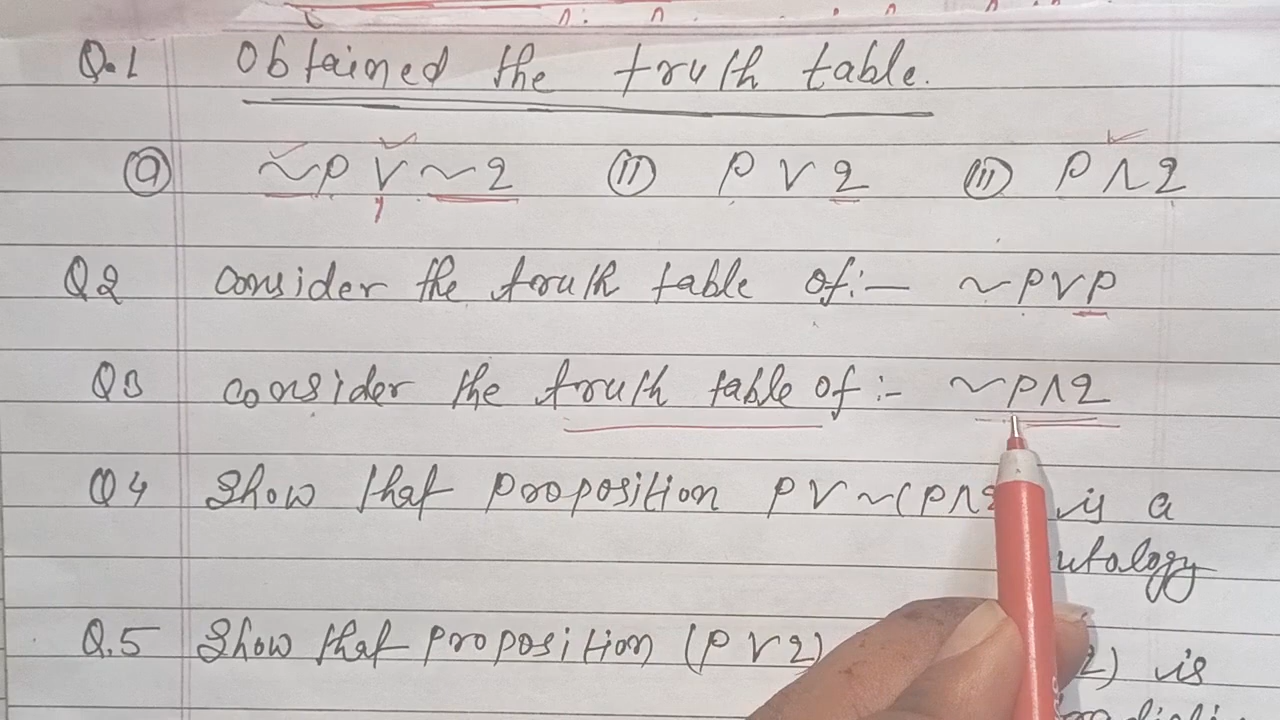 Q.1 Obtained the truth table.
(a) ~p ∨ ~q (ii) p ∨ q (iii) p ∧ q
Q2 Consider the truth table of:- ~p∨p
Q3 Consider the truth table of:- ~p∧q
Q4 Show that proposition p ∨ ~(p∧q is a
utology
Q.5 Show that proposition (p ∨ q) q) is